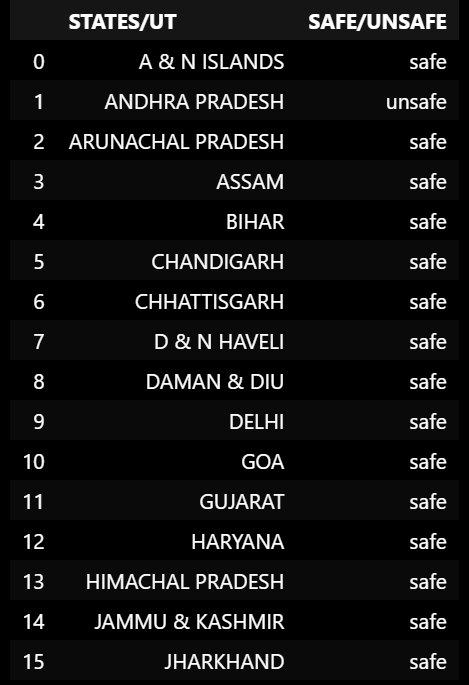 STATES/UT SAFE/UNSAFE
0 A & N ISLANDS safe
1 ANDHRA PRADESH unsafe
2 ARUNACHAL PRADESH safe
3 ASSAM safe
4 BIHAR safe
5 CHANDIGARH safe
6 CHHATTISGARH safe
7 D & N HAVELI safe
8 DAMAN & DIU safe
9 DELHI safe
10 GOA safe
11 GUJARAT safe
12 HARYANA safe
13 HIMACHAL PRADESH safe
14 JAMMU & KASHMIR safe
15 JHARKHAND safe